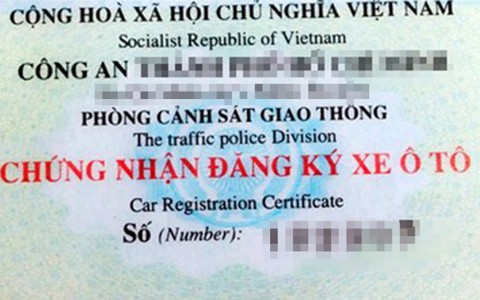 CỘNG HOÀ XÃ HỘI CHỦ NGHĨA VIỆT NAM
Socialist Republic of Vietnam
CÔNG AN
PHÒNG CẢNH SÁT GIAO THÔNG
The traffic police Division
CHỨNG NHẬN ĐĂNG KÝ XE Ô TÔ
Car Registration Certificate
Số (Number):